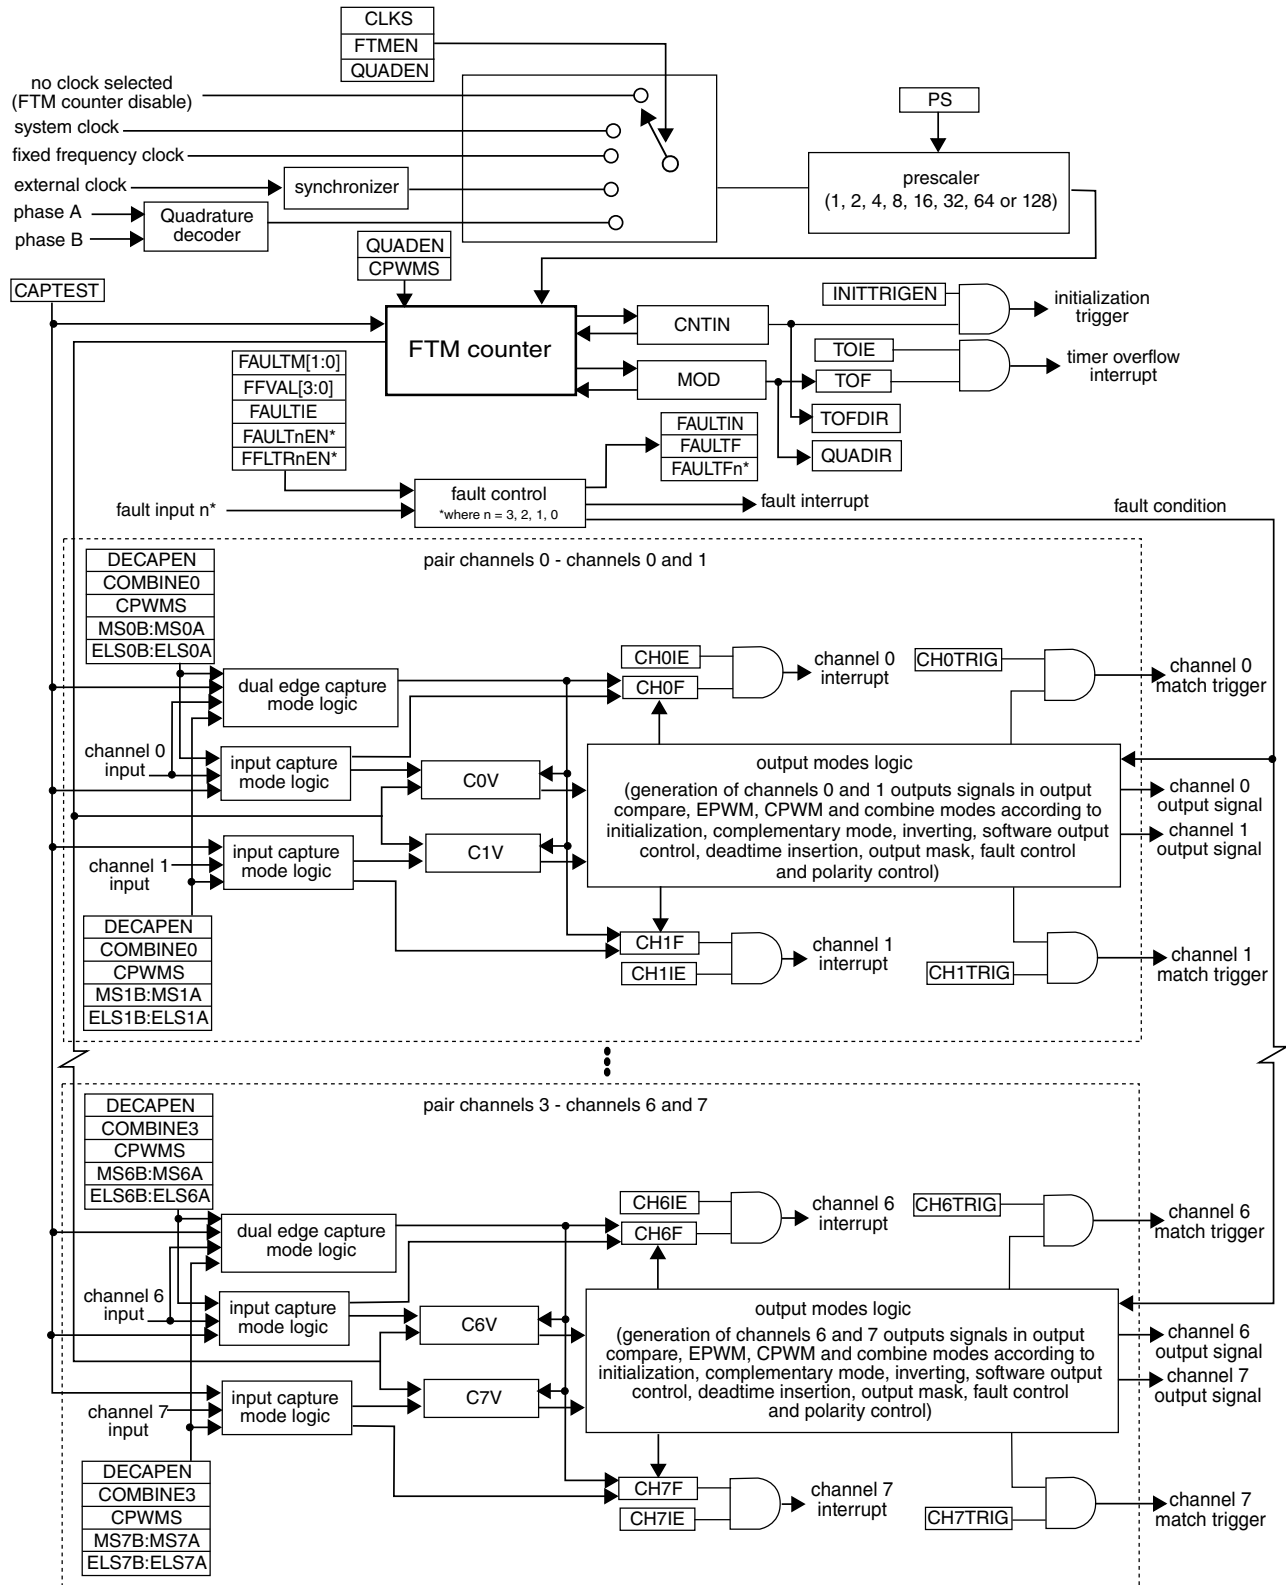 CLKS
FTMEN
QUADEN
no clock selected
(FTM counter disable)
system clock
fixed frequency clock
external clock
synchronizer
phase A
phase B
Quadrature
decoder
PS
prescaler
(1, 2, 4, 8, 16, 32, 64 or 128)
QUADEN
CPWMS
CAPTEST
FTM counter
CNTIN
MOD
INITTRIGEN
initialization
trigger
TOIE
TOF
timer overflow
interrupt
TOFDIR
QUADIR
FAULTM[1:0]
FFVAL[3:0]
FAULTIE
FAULTnEN*
FFLTRnEN*
FAULTIN
FAULTF
FAULTFn*
fault input n*
fault control
*where n = 3, 2, 1, 0
fault interrupt
fault condition
pair channels 0 - channels 0 and 1
DECAPEN
COMBINE0
CPWMS
MS0B:MS0A
ELS0B:ELS0A
dual edge capture
mode logic
channel 0
input
input capture
mode logic
C0V
CH0IE
CH0F
channel 0
interrupt
CH0TRIG
channel 0
match trigger
output modes logic
(generation of channels 0 and 1 outputs signals in output
compare, EPWM, CPWM and combine modes according to
initialization, complementary mode, inverting, software output
control, deadtime insertion, output mask, fault control
and polarity control)
channel 0
output signal
channel 1
output signal
channel 1
input
input capture
mode logic
C1V
DECAPEN
COMBINE0
CPWMS
MS1B:MS1A
ELS1B:ELS1A
CH1F
CH1IE
channel 1
interrupt
CH1TRIG
channel 1
match trigger
pair channels 3 - channels 6 and 7
DECAPEN
COMBINE3
CPWMS
MS6B:MS6A
ELS6B:ELS6A
dual edge capture
mode logic
channel 6
input
input capture
mode logic
C6V
CH6IE
CH6F
channel 6
interrupt
CH6TRIG
channel 6
match trigger
output modes logic
(generation of channels 6 and 7 outputs signals in output
compare, EPWM, CPWM and combine modes according to
initialization, complementary mode, inverting, software output
control, deadtime insertion, output mask, fault control
and polarity control)
channel 6
output signal
channel 7
output signal
channel 7
input
input capture
mode logic
C7V
DECAPEN
COMBINE3
CPWMS
MS7B:MS7A
ELS7B:ELS7A
CH7F
CH7IE
channel 7
interrupt
CH7TRIG
channel 7
match trigger